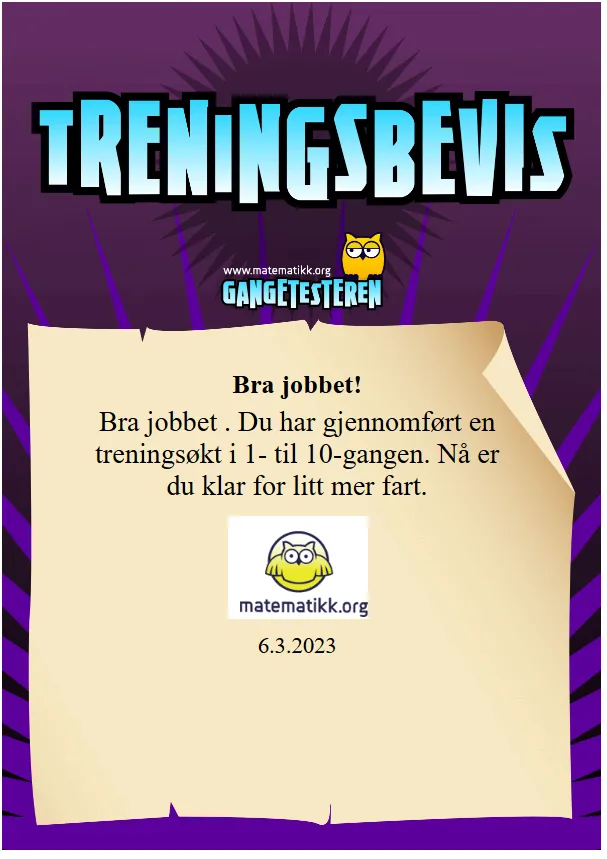 TRENINGSBEVIS
www.matematikk.org
GANGETESTEREN
Bra jobbet!
Bra jobbet . Du har gjennomført en
treningsøkt i 1- til 10-gangen. Nå er
du klar for litt mer fart.
matematikk.org
6.3.2023